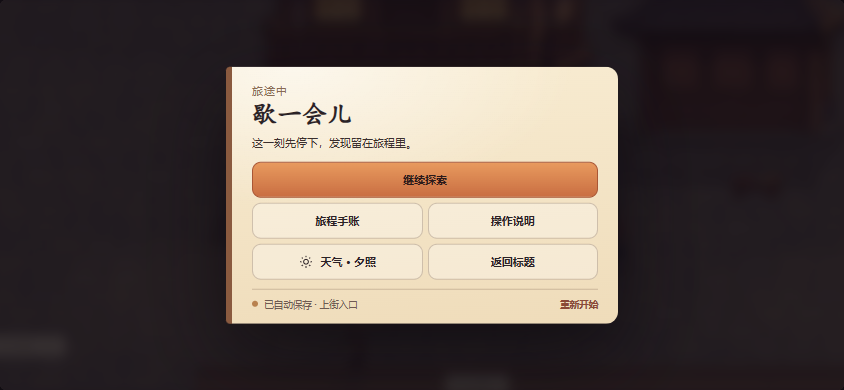 旅途中
歇一会儿
这一刻先停下，发现留在旅程里。
继续探索
旅程手账
操作说明
天气·夕照
返回标题
已自动保存·上街入口
重新开始